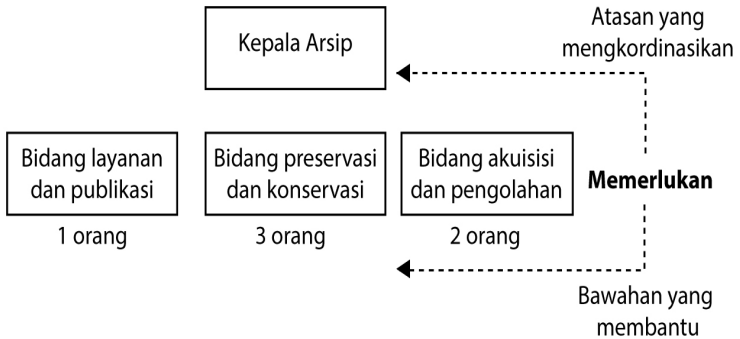 Kepala Arsip
Atasan yang
mengkordinasikan
Bidang layanan
dan publikasi
Bidang preservasi
dan konservasi
Bidang akuisisi
dan pengolahan
Memerlukan
1 orang
3 orang
2 orang
Bawahan yang
membantu